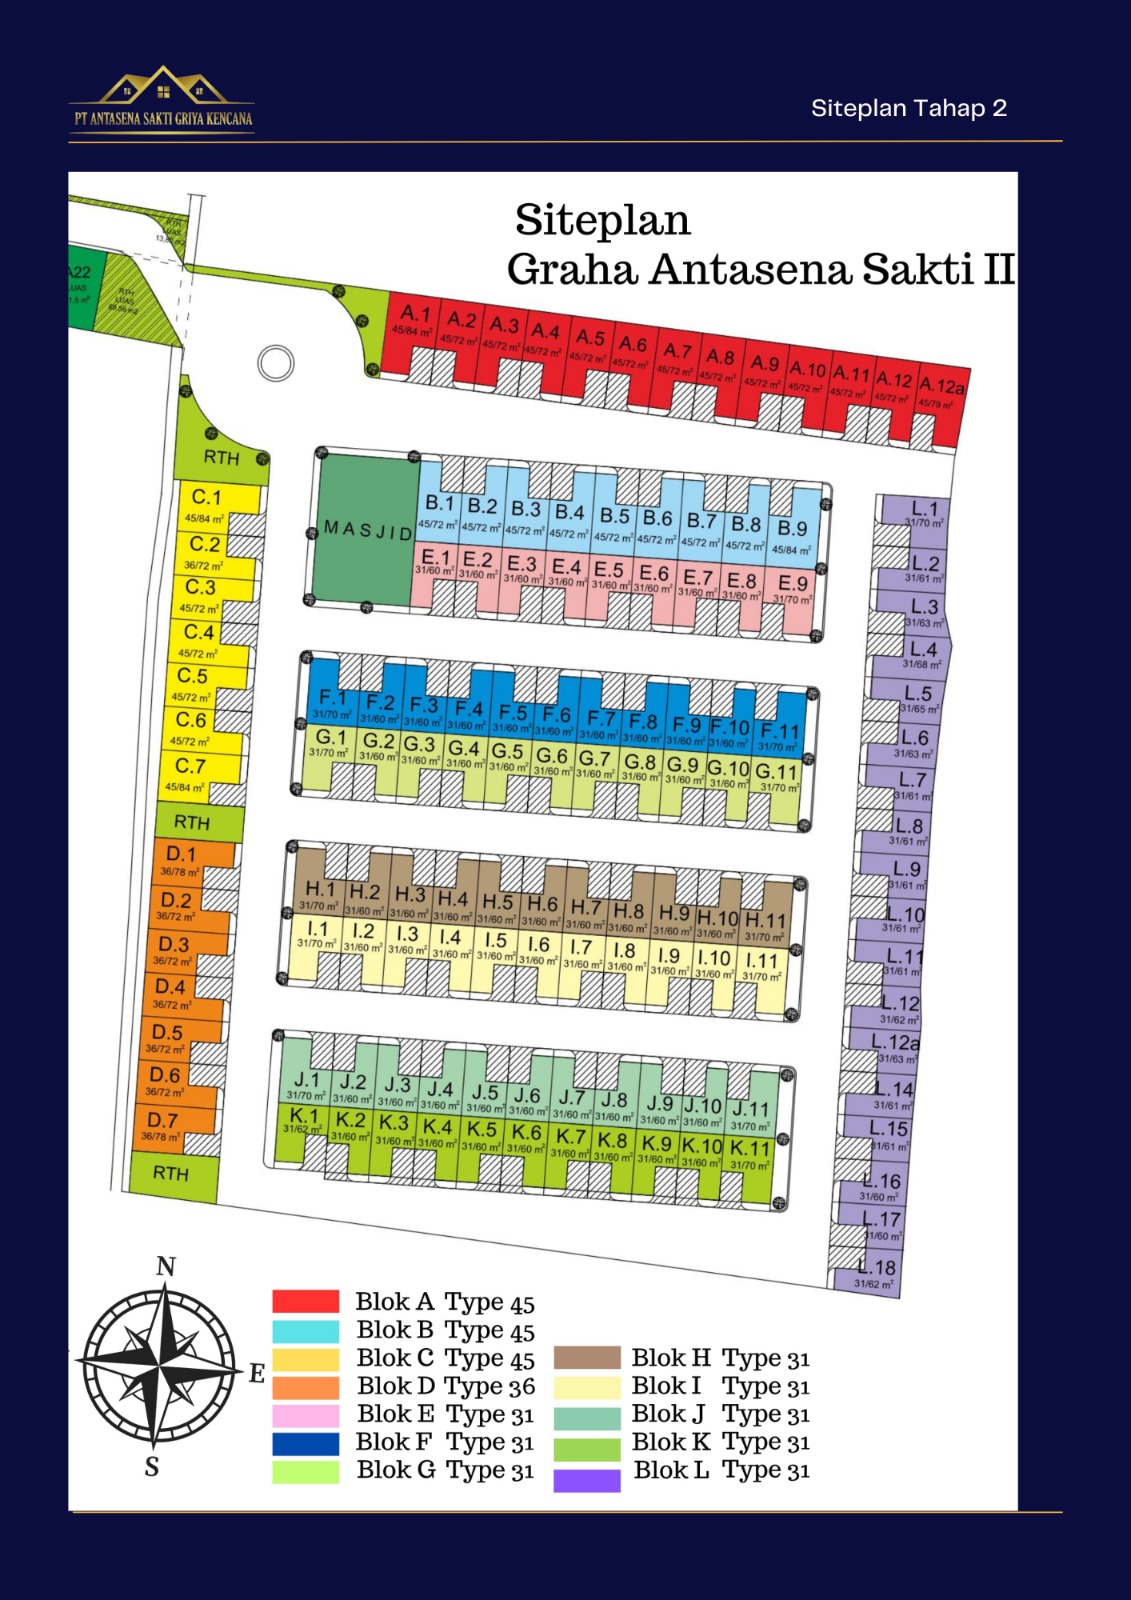 PT ANTASENA SAKTI GRIYA KENCANA
Siteplan Tahap 2
Siteplan
Graha Antasena Sakti II
RTH
LUAS
A22
LUAS
RTH
LUAS
A.1
45/84 m²
A.2
45/72 m²
A.3
45/72 m²
A.4
45/72 m²
A.5
45/72 m²
A.6
45/72 m²
A.7
45/72 m²
A.8
45/72 m²
A.9
45/72 m²
A.10
45/72 m²
A.11
45/72 m²
A.12
45/72 m²
A.12a
45/79 m²
RTH
MASJID
B.1
45/72 m²
B.2
45/72 m²
B.3
45/72 m²
B.4
45/72 m²
B.5
45/72 m²
B.6
45/72 m²
B.7
45/72 m²
B.8
45/72 m²
B.9
45/84 m²
E.1
31/60 m²
E.2
31/60 m²
E.3
31/60 m²
E.4
31/60 m²
E.5
31/60 m²
E.6
31/60 m²
E.7
31/60 m²
E.8
31/60 m²
E.9
31/70 m²
C.1
45/84 m²
C.2
36/72 m²
C.3
45/72 m²
C.4
45/72 m²
C.5
45/72 m²
C.6
45/72 m²
C.7
45/84 m²
RTH
D.1
36/78 m²
D.2
36/72 m²
D.3
36/72 m²
D.4
36/72 m²
D.5
36/72 m²
D.6
36/72 m²
D.7
36/78 m²
RTH
F.1
31/70 m²
F.2
31/60 m²
F.3
31/60 m²
F.4
31/60 m²
F.5
31/60 m²
F.6
31/60 m²
F.7
31/60 m²
F.8
31/60 m²
F.9
31/60 m²
F.10
31/60 m²
F.11
31/70 m²
G.1
31/70 m²
G.2
31/60 m²
G.3
31/60 m²
G.4
31/60 m²
G.5
31/60 m²
G.6
31/60 m²
G.7
31/60 m²
G.8
31/60 m²
G.9
31/60 m²
G.10
31/60 m²
G.11
31/70 m²
H.1
31/70 m²
H.2
31/60 m²
H.3
31/60 m²
H.4
31/60 m²
H.5
31/60 m²
H.6
31/60 m²
H.7
31/60 m²
H.8
31/60 m²
H.9
31/60 m²
H.10
31/60 m²
H.11
31/70 m²
I.1
31/70 m²
I.2
31/60 m²
I.3
31/60 m²
I.4
31/60 m²
I.5
31/60 m²
I.6
31/60 m²
I.7
31/60 m²
I.8
31/60 m²
I.9
31/60 m²
I.10
31/60 m²
I.11
31/70 m²
J.1
31/70 m²
J.2
31/60 m²
J.3
31/60 m²
J.4
31/60 m²
J.5
31/60 m²
J.6
31/60 m²
J.7
31/60 m²
J.8
31/60 m²
J.9
31/60 m²
J.10
31/60 m²
J.11
31/70 m²
K.1
31/62 m²
K.2
31/60 m²
K.3
31/60 m²
K.4
31/60 m²
K.5
31/60 m²
K.6
31/60 m²
K.7
31/60 m²
K.8
31/60 m²
K.9
31/60 m²
K.10
31/60 m²
K.11
31/70 m²
L.1
31/70 m²
L.2
31/61 m²
L.3
31/63 m²
L.4
31/68 m²
L.5
31/65 m²
L.6
31/63 m²
L.7
31/61 m²
L.8
31/61 m²
L.9
31/61 m²
L.10
31/61 m²
L.11
31/61 m²
L.12
31/62 m²
L.12a
31/63 m²
L.14
31/61 m²
L.15
31/61 m²
L.16
31/60 m²
L.17
31/60 m²
L.18
31/62 m²
N
E
S
Blok A Type 45
Blok B Type 45
Blok C Type 45
Blok D Type 36
Blok E Type 31
Blok F Type 31
Blok G Type 31
Blok H Type 31
Blok I Type 31
Blok J Type 31
Blok K Type 31
Blok L Type 31